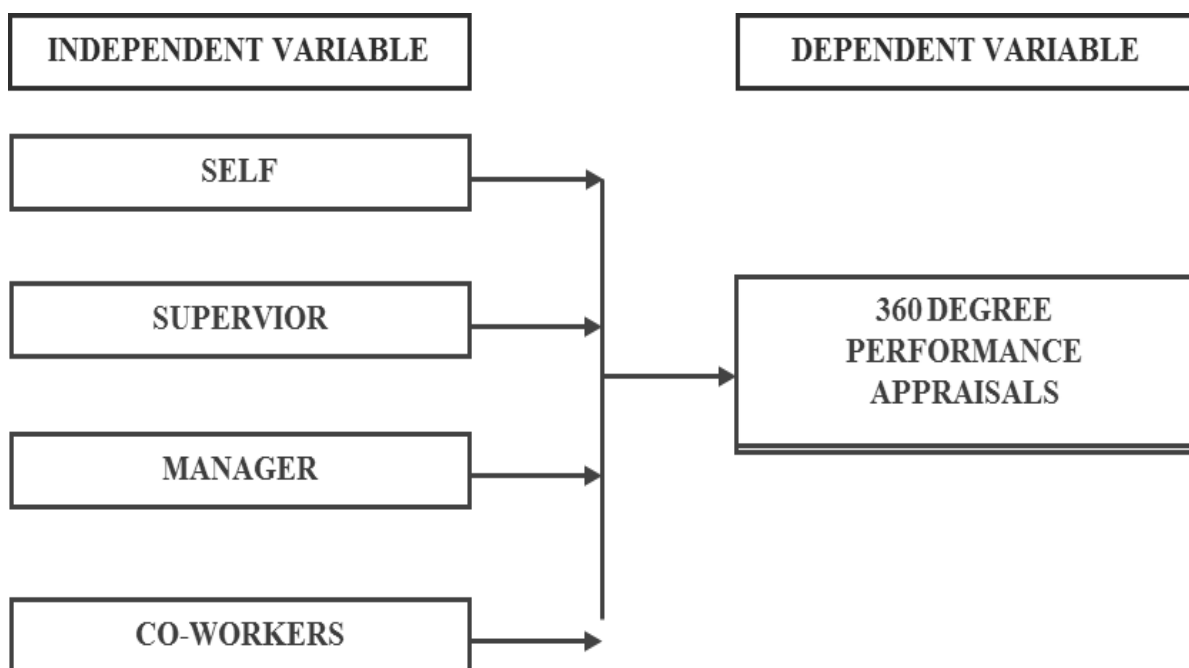 INDEPENDENT VARIABLE
DEPENDENT VARIABLE
SELF
SUPERVIOR
360 DEGREE
PERFORMANCE
APPRAISALS
MANAGER
CO-WORKERS